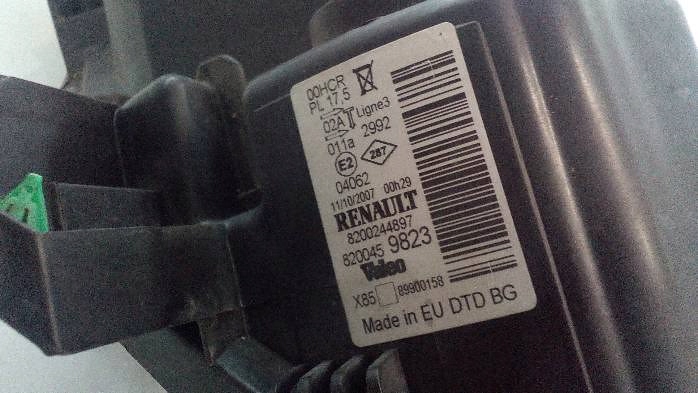 00HCR
PL 17,5
02A Ligne3
011a 2992
E2 287
04062
11/10/2007 00h29
RENAULT
8200244897
820045 9823
Valeo
X85 89900158
Made in EU DTD BG